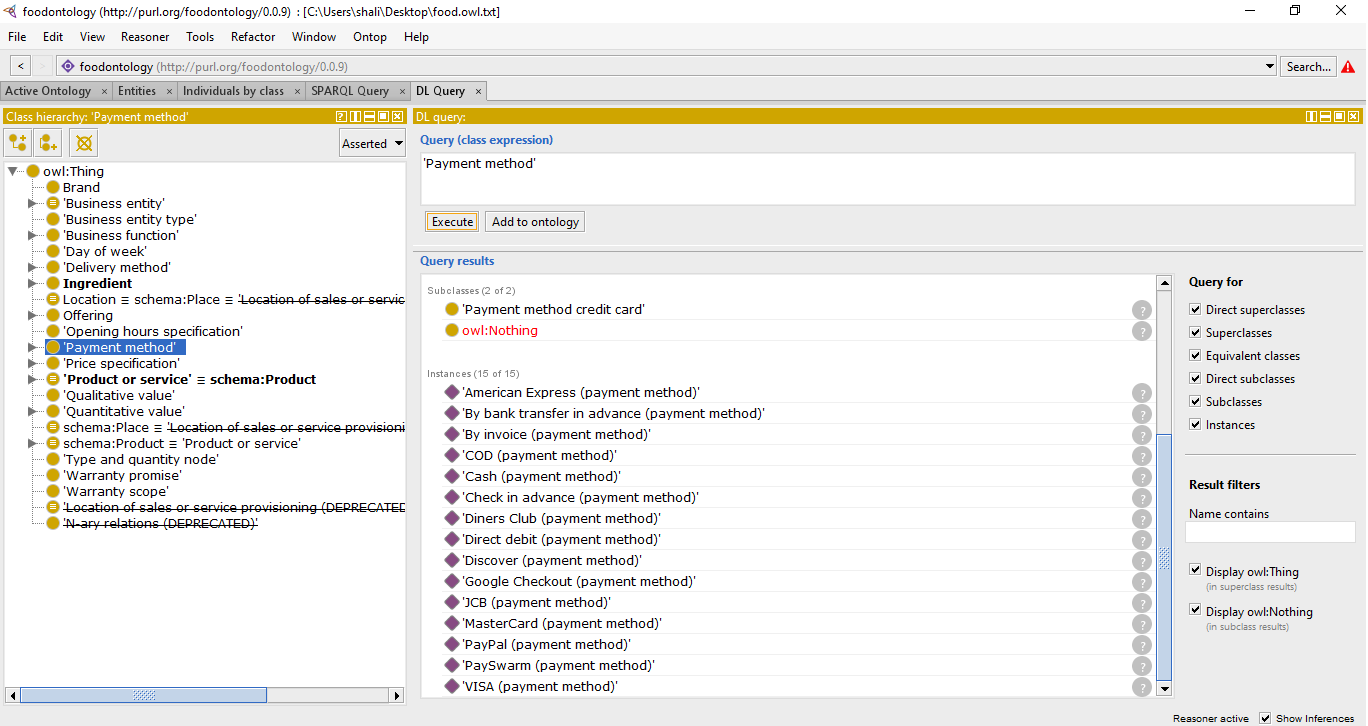 foodontology (http://purl.org/foodontology/0.0.9) : [C:\Users\shali\Desktop\food.owl.txt]
File Edit View Reasoner Tools Refactor Window Ontop Help
< > foodontology (http://purl.org/foodontology/0.0.9) Search...
Active Ontology × Entities × Individuals by class × SPARQL Query × DL Query ×
Class hierarchy: 'Payment method'
Asserted
owl:Thing
Brand
'Business entity'
'Business entity type'
'Business function'
'Day of week'
'Delivery method'
Ingredient
Location ≡ schema:Place ≡ 'Location of sales or servic
Offering
'Opening hours specification'
'Payment method'
'Price specification'
'Product or service' ≡ schema:Product
'Qualitative value'
'Quantitative value'
schema:Place ≡ 'Location of sales or service provisioni
schema:Product ≡ 'Product or service'
'Type and quantity node'
'Warranty promise'
'Warranty scope'
'Location of sales or service provisioning (DEPRECATED
'N-ary relations (DEPRECATED)'
DL query:
Query (class expression)
'Payment method'
Execute Add to ontology
Query results
Subclasses (2 of 2)
'Payment method credit card' ?
owl:Nothing ?
Instances (15 of 15)
'American Express (payment method)' ?
'By bank transfer in advance (payment method)' ?
'By invoice (payment method)' ?
'COD (payment method)' ?
'Cash (payment method)' ?
'Check in advance (payment method)' ?
'Diners Club (payment method)' ?
'Direct debit (payment method)' ?
'Discover (payment method)' ?
'Google Checkout (payment method)' ?
'JCB (payment method)' ?
'MasterCard (payment method)' ?
'PayPal (payment method)' ?
'PaySwarm (payment method)' ?
'VISA (payment method)' ?
Query for
Direct superclasses
Superclasses
Equivalent classes
Direct subclasses
Subclasses
Instances
Result filters
Name contains
Display owl:Thing
(in superclass results)
Display owl:Nothing
(in subclass results)
Reasoner active Show Inferences